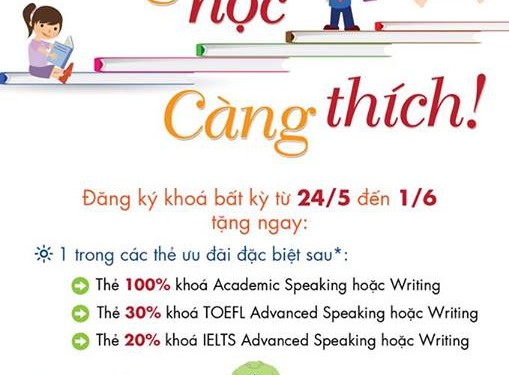 học
Càng thích!
Đăng ký khoá bất kỳ từ 24/5 đến 1/6
tặng ngay:
1 trong các thẻ ưu đãi đặc biệt sau*:
Thẻ 100% khoá Academic Speaking hoặc Writing
Thẻ 30% khoá TOEFL Advanced Speaking hoặc Writing
Thẻ 20% khoá IELTS Advanced Speaking hoặc Writing